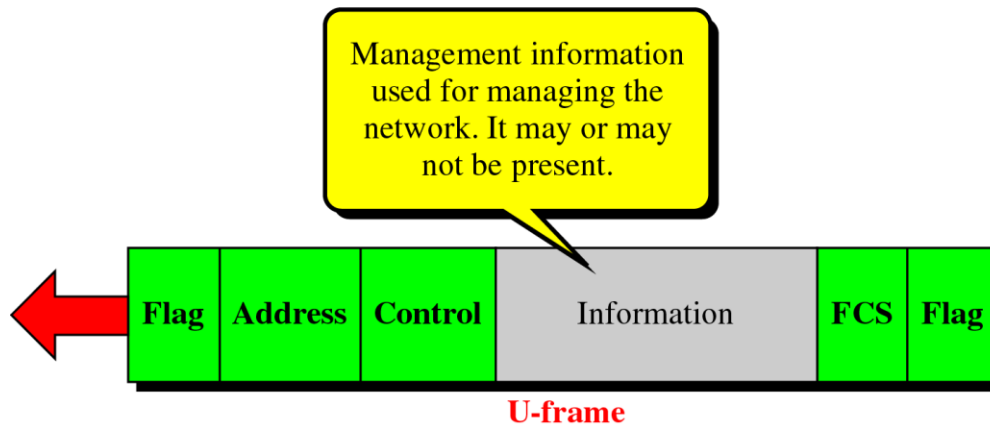 Management information
used for managing the
network. It may or may
not be present.
Flag Address Control Information FCS Flag
U-frame